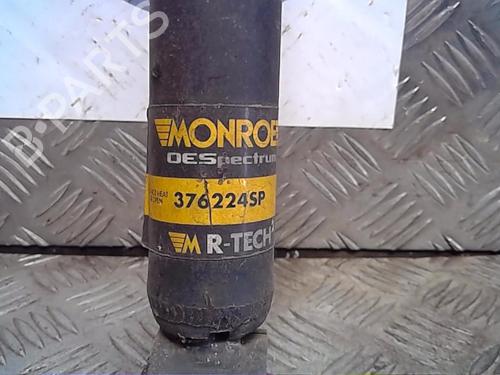 B-PARTS
MONROE
OESpectrum
376224SP
R-TECH